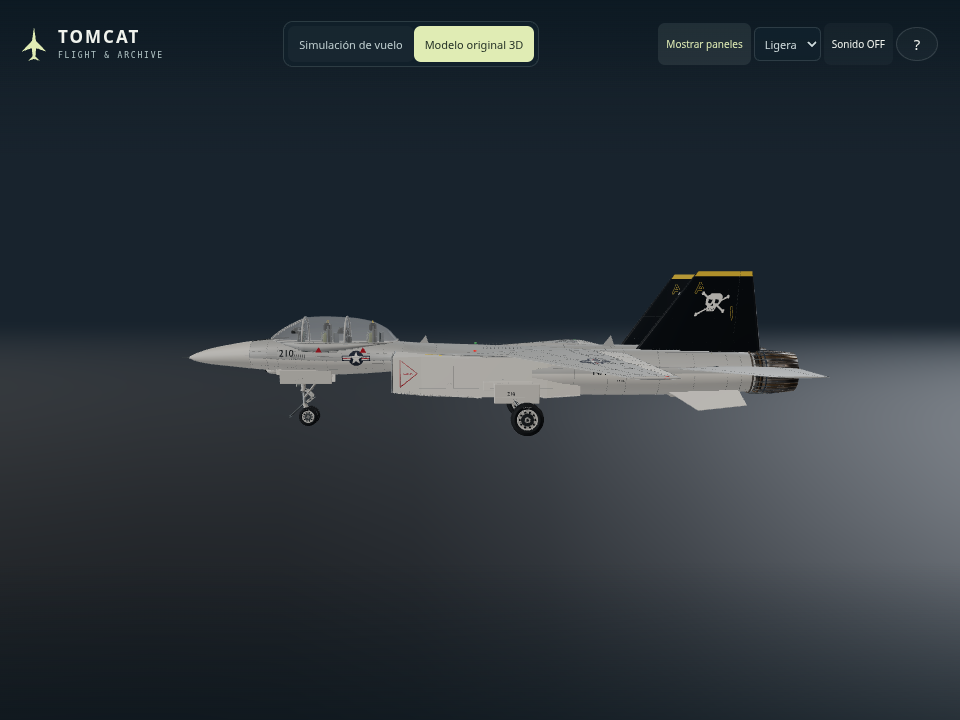 TOMCAT
FLIGHT & ARCHIVE
Simulación de vuelo
Modelo original 3D
Mostrar paneles
Ligera
Sonido OFF
?
A
A
210